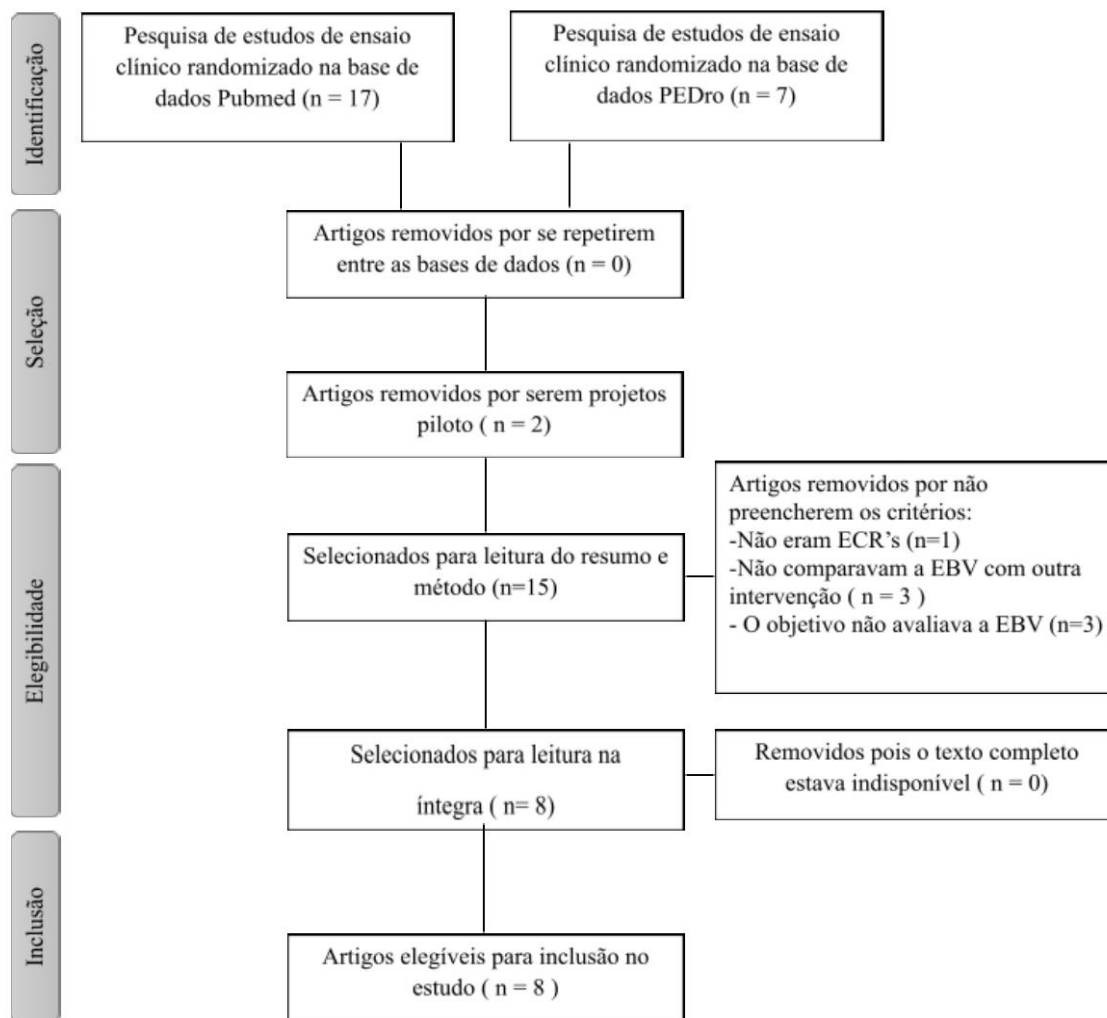 Identificação
Pesquisa de estudos de ensaio
clínico randomizado na base de
dados Pubmed (n = 17)
Pesquisa de estudos de ensaio
clínico randomizado na base de
dados PEDro (n = 7)
Seleção
Artigos removidos por se repetirem
entre as bases de dados (n = 0)
Artigos removidos por serem projetos
piloto ( n = 2)
Elegibilidade
Selecionados para leitura do resumo e
método (n=15)
Artigos removidos por não
preencherem os critérios:
-Não eram ECR’s (n=1)
-Não comparavam a EBV com outra
intervenção ( n = 3 )
- O objetivo não avaliava a EBV (n=3)
Selecionados para leitura na
íntegra ( n= 8)
Removidos pois o texto completo
estava indisponível ( n = 0)
Inclusão
Artigos elegíveis para inclusão no
estudo ( n = 8 )